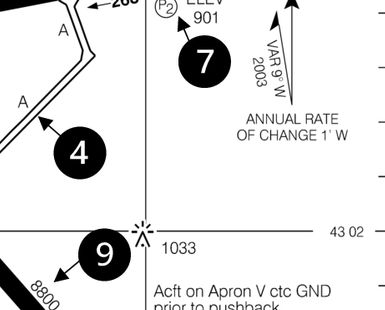 ELEV
P2
901
A
7
VAR 9° W
2003
A
4
ANNUAL RATE
OF CHANGE 1' W
43 02
9
1033
8800
Acft on Apron V ctc GND
prior to pushback